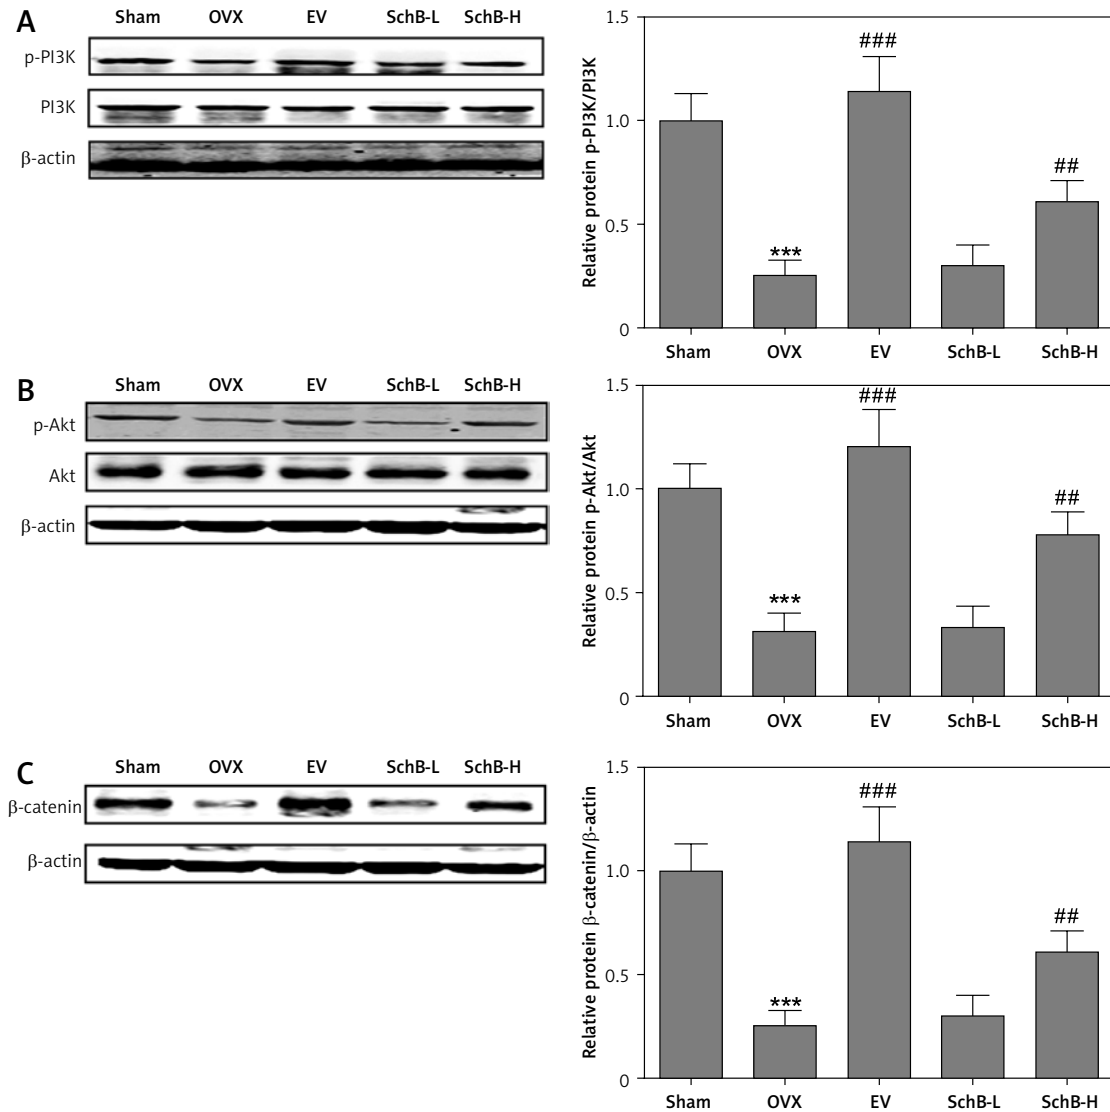 A
Sham OVX EV SchB-L SchB-H
p-PI3K
PI3K
β-actin
Relative protein p-PI3K/PI3K
1.5
1.0
0.5
0
***
###
##
Sham OVX EV SchB-L SchB-H
B
Sham OVX EV SchB-L SchB-H
p-Akt
Akt
β-actin
Relative protein p-Akt/Akt
1.5
1.0
0.5
0
***
###
##
Sham OVX EV SchB-L SchB-H
C
Sham OVX EV SchB-L SchB-H
β-catenin
β-actin
Relative protein β-catenin/β-actin
1.5
1.0
0.5
0
***
###
##
Sham OVX EV SchB-L SchB-H